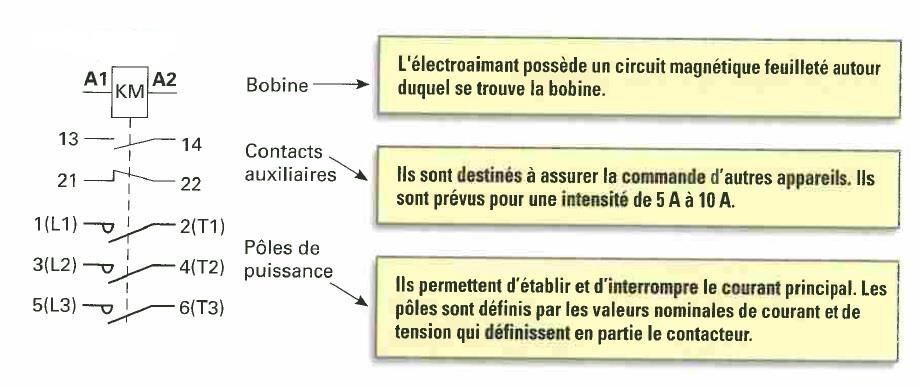 A1 KM A2
Bobine
L'électroaimant possède un circuit magnétique feuilleté autour
duquel se trouve la bobine.
13 14
21 22
Contacts
auxiliaires
Ils sont destinés à assurer la commande d'autres appareils. Ils
sont prévus pour une intensité de 5 A à 10 A.
1(L1) 2(T1)
3(L2) 4(T2)
5(L3) 6(T3)
Pôles de
puissance
Ils permettent d'établir et d'interrompre le courant principal. Les
pôles sont définis par les valeurs nominales de courant et de
tension qui définissent en partie le contacteur.